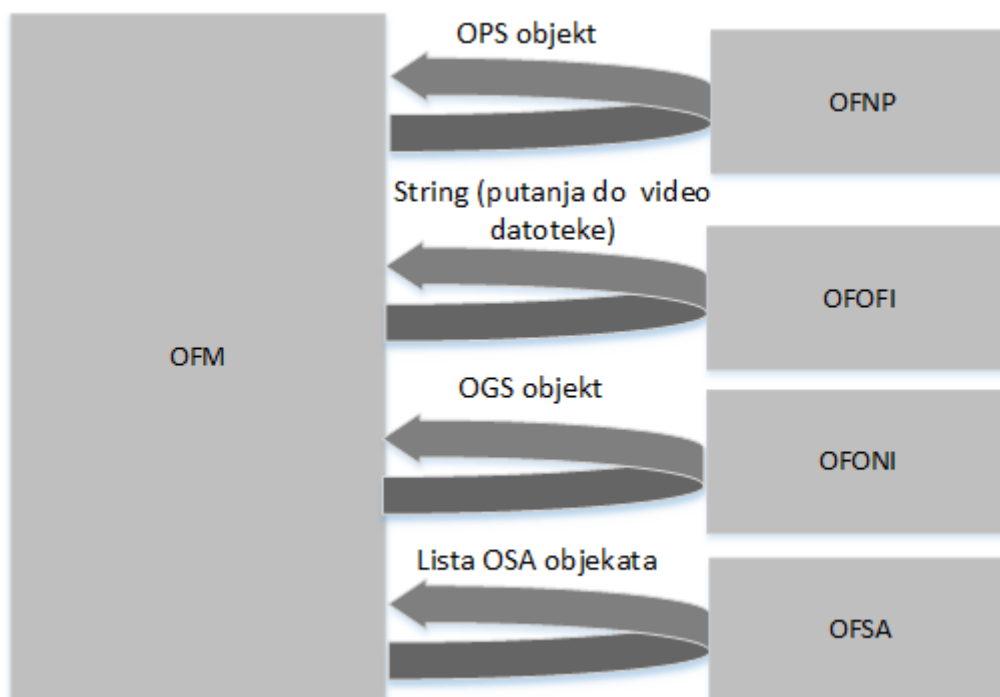 OPS objekt
OFNP
String (putanja do video
datoteke)
OFOFI
OFM
OGS objekt
OFONI
Lista OSA objekata
OFSA